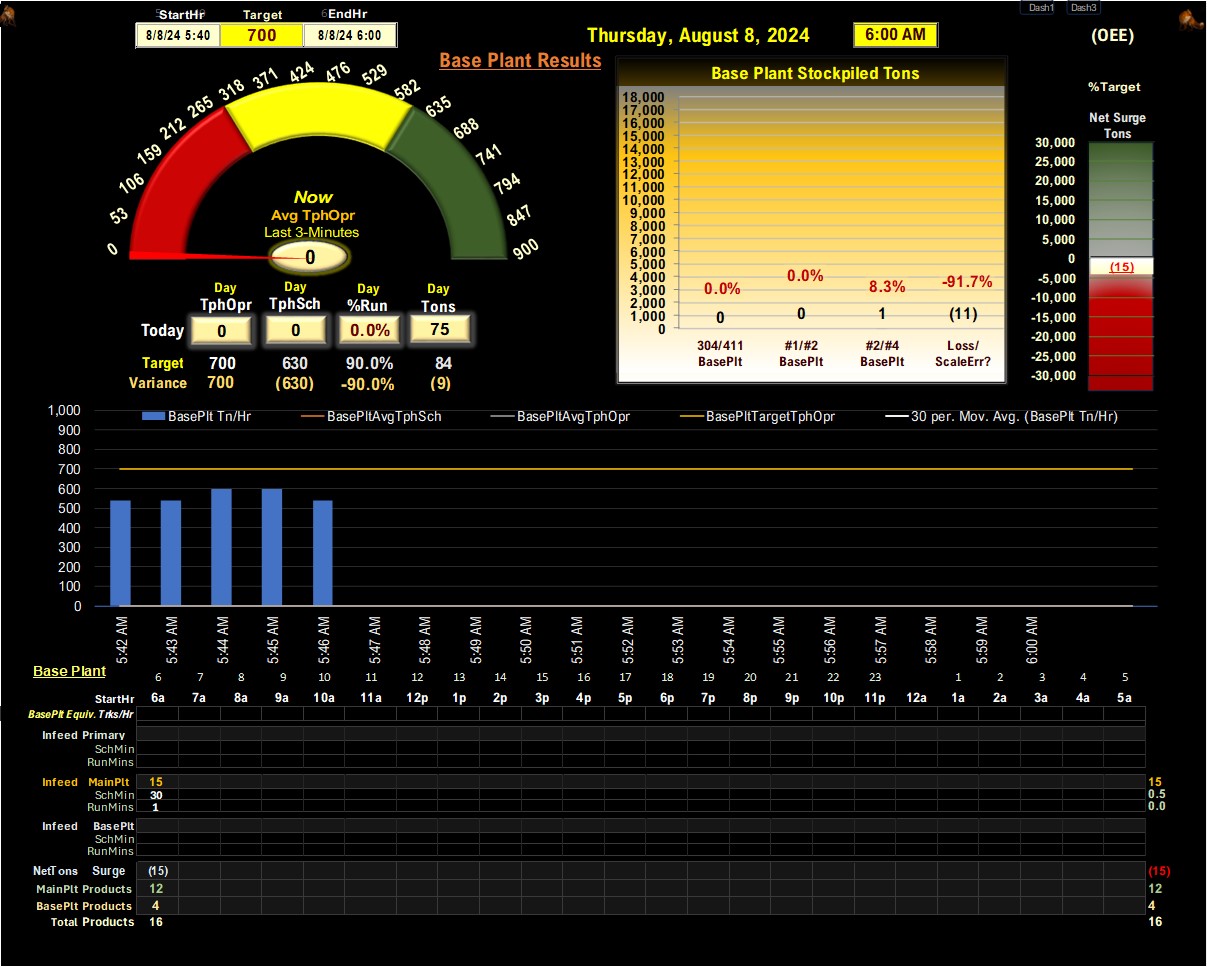 StartHr Target EndHr Dash1 Dash3
8/8/24 5:40 700 8/8/24 6:00
Thursday, August 8, 2024 6:00 AM (OEE)
Base Plant Results
Base Plant Stockpiled Tons
%Target
Net Surge
Tons
0
53
106
159
212
265
318
371
424
476
529
582
635
688
741
794
847
900
Now
Avg TphOpr
Last 3-Minutes
0
Day Day Day Day
TphOpr TphSch %Run Tons
Today 0 0 0.0% 75
Target 700 630 90.0% 84
Variance 700 (630) -90.0% (9)
18,000
17,000
16,000
15,000
14,000
13,000
12,000
11,000
10,000
9,000
8,000
7,000
6,000
5,000
4,000
3,000
2,000
1,000
0
0.0% 0.0% 8.3% -91.7%
0 0 1 (11)
304/411 #1/#2 #2/#4 Loss/
BasePlt BasePlt BasePlt ScaleErr?
30,000
25,000
20,000
15,000
10,000
5,000
0
-5,000
-10,000
-15,000
-20,000
-25,000
-30,000
(15)
BasePlt Tn/Hr BasePltAvgTphSch BasePltAvgTphOpr BasePltTargetTphOpr 30 per. Mov. Avg. (BasePlt Tn/Hr)
1,000
900
800
700
600
500
400
300
200
100
0
5:42 AM 5:43 AM 5:44 AM 5:45 AM 5:46 AM 5:47 AM 5:48 AM 5:49 AM 5:50 AM 5:51 AM 5:52 AM 5:53 AM 5:54 AM 5:55 AM 5:56 AM 5:57 AM 5:58 AM 5:59 AM 6:00 AM
Base Plant
6 7 8 9 10 11 12 13 14 15 16 17 18 19 20 21 22 23 1 2 3 4 5
StartHr 6a 7a 8a 9a 10a 11a 12p 1p 2p 3p 4p 5p 6p 7p 8p 9p 10p 11p 12a 1a 2a 3a 4a 5a
BasePlt Equiv. Trks/Hr
Infeed Primary
SchMin
RunMins
Infeed MainPlt 15 15
SchMin 30 0.5
RunMins 1 0.0
Infeed BasePlt
SchMin
RunMins
NetTons Surge (15) (15)
MainPlt Products 12 12
BasePlt Products 4 4
Total Products 16 16